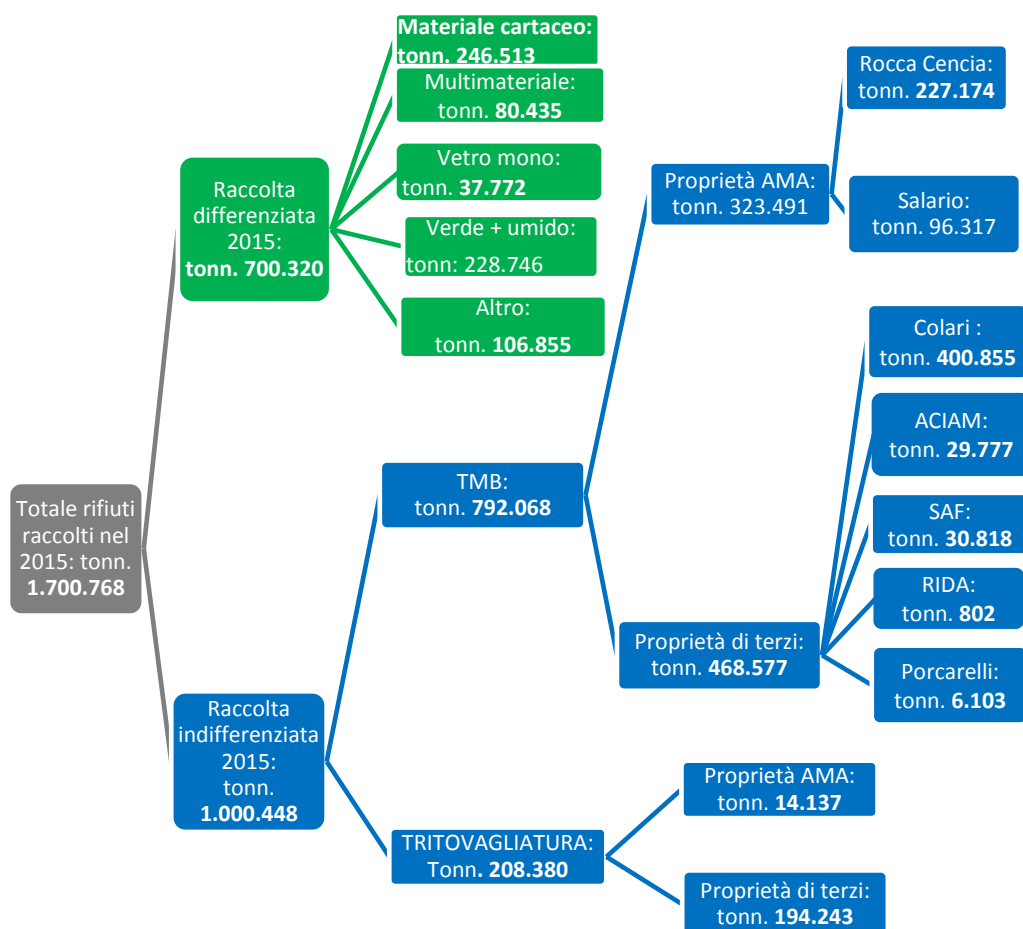 Materiale cartaceo:
tonn. 246.513
Multimateriale:
tonn. 80.435
Vetro mono:
tonn. 37.772
Verde + umido:
tonn: 228.746
Altro:
tonn. 106.855
Raccolta
differenziata
2015:
tonn. 700.320
Totale rifiuti
raccolti nel
2015: tonn.
1.700.768
Raccolta
indifferenziata
2015:
tonn.
1.000.448
TMB:
tonn. 792.068
TRITOVAGLIATURA:
Tonn. 208.380
Proprietà AMA:
tonn. 323.491
Rocca Cencia:
tonn. 227.174
Salario:
tonn. 96.317
Proprietà di terzi:
tonn. 468.577
Colari :
tonn. 400.855
ACIAM:
tonn. 29.777
SAF:
tonn. 30.818
RIDA:
tonn. 802
Porcarelli:
tonn. 6.103
Proprietà AMA:
tonn. 14.137
Proprietà di terzi:
tonn. 194.243